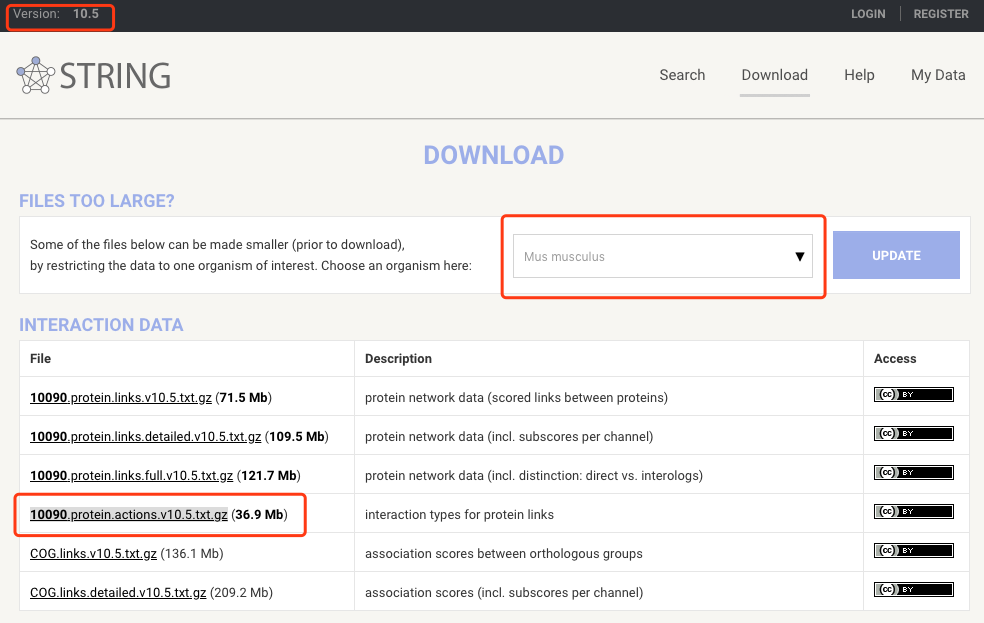 Version: 10.5 LOGIN REGISTER
STRING Search Download Help My Data
DOWNLOAD
FILES TOO LARGE?
Some of the files below can be made smaller (prior to download),
by restricting the data to one organism of interest. Choose an organism here:
Mus musculus ▼
UPDATE
INTERACTION DATA
File Description Access
10090.protein.links.v10.5.txt.gz (71.5 Mb) protein network data (scored links between proteins) (cc) BY
10090.protein.links.detailed.v10.5.txt.gz (109.5 Mb) protein network data (incl. subscores per channel) (cc) BY
10090.protein.links.full.v10.5.txt.gz (121.7 Mb) protein network data (incl. distinction: direct vs. interologs) (cc) BY
10090.protein.actions.v10.5.txt.gz (36.9 Mb) interaction types for protein links (cc) BY
COG.links.v10.5.txt.gz (136.1 Mb) association scores between orthologous groups (cc) BY
COG.links.detailed.v10.5.txt.gz (209.2 Mb) association scores (incl. subscores per channel) (cc) BY